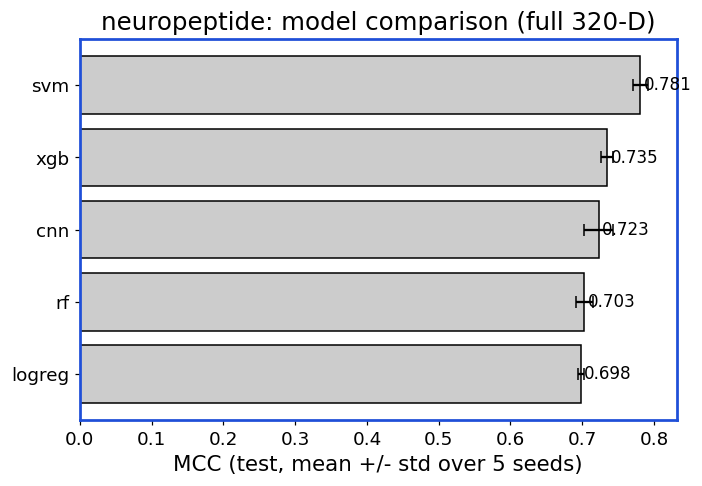 neuropeptide: model comparison (full 320-D)
svm
0.781
xgb
0.735
cnn
0.723
rf
0.703
logreg
0.698
0.0 0.1 0.2 0.3 0.4 0.5 0.6 0.7 0.8
MCC (test, mean +/- std over 5 seeds)